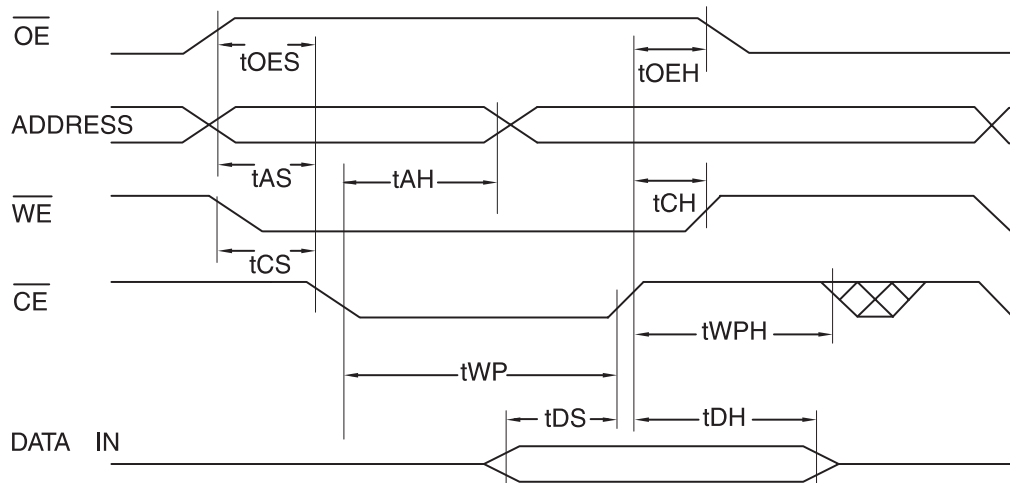 OE
tOES
tOEH
ADDRESS
tAS
tAH
WE
tCH
tCS
CE
tWPH
tWP
tDS
tDH
DATA IN